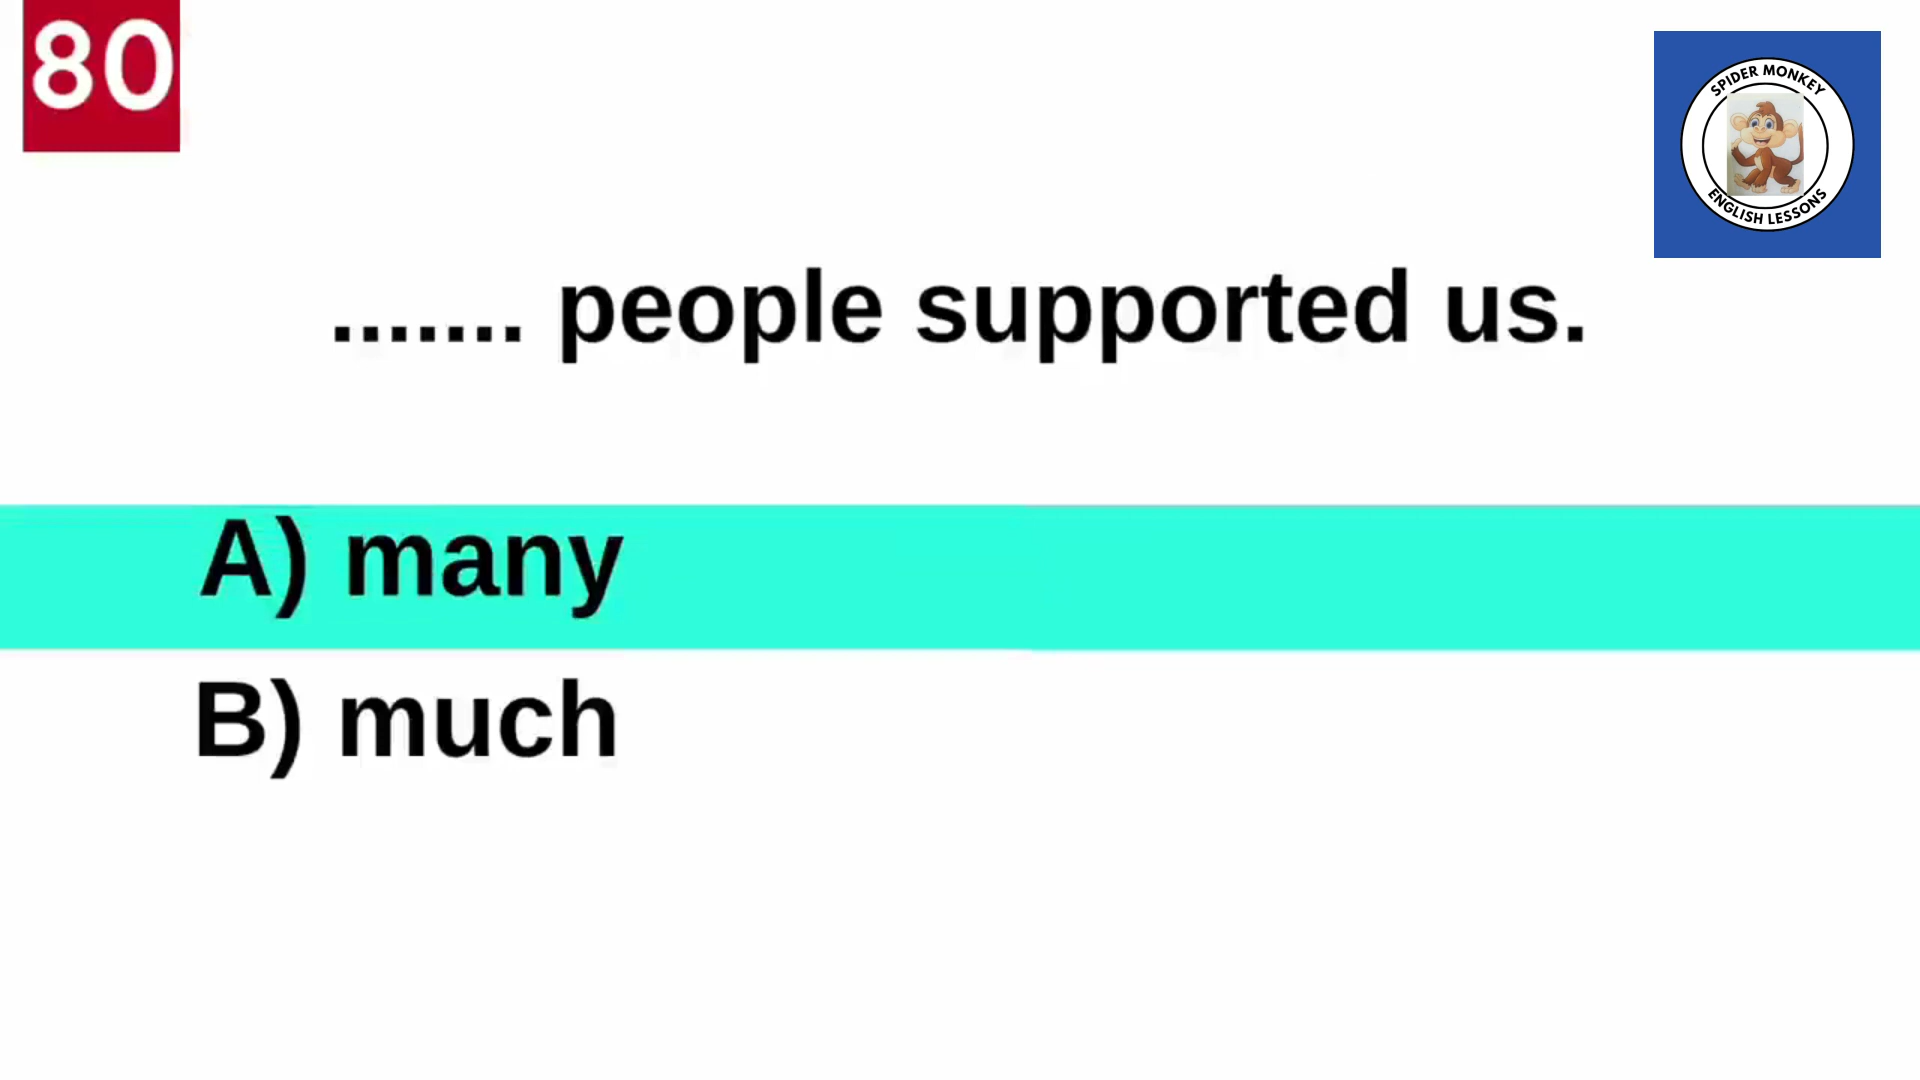 80
SPIDER MONKEY
ENGLISH LESSONS
....... people supported us.
A) many
B) much